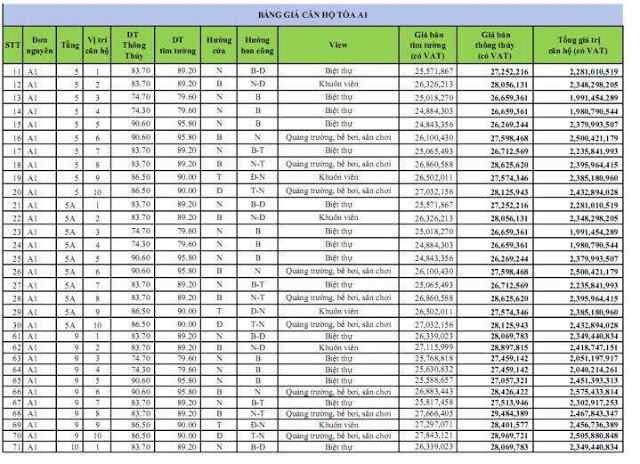 BẢNG GIÁ CĂN HỘ TÒA A1
STT Đơn nguyên Tầng Vị trí căn hộ DT Thông Thủy DT tim tường Hướng cửa Hướng ban công View Giá bán tim tường (có VAT) Giá bán thông thủy (có VAT) Tổng giá trị căn hộ (có VAT)
11 A1 5 1 83.70 89.20 N B-Đ Biệt thự 25,571,867 27,252,216 2,281,010,519
12 A1 5 2 83.70 89.20 B N-Đ Khuôn viên 26,326,213 28,056,131 2,348,298,205
13 A1 5 3 74.70 79.60 N B Biệt thự 25,018,270 26,659,361 1,991,454,289
14 A1 5 4 74.30 79.60 N B Biệt thự 24,884,303 26,659,361 1,980,790,544
15 A1 5 5 90.60 95.80 N B Biệt thự 24,843,356 26,269,244 2,379,993,507
16 A1 5 6 90.60 95.80 B N Quảng trường, bể bơi, sân chơi 26,100,430 27,598,468 2,500,421,179
17 A1 5 7 83.70 89.20 N B-T Biệt thự 25,065,493 26,712,569 2,235,841,993
18 A1 5 8 83.70 89.20 B N-T Quảng trường, bể bơi, sân chơi 26,860,588 28,625,620 2,395,964,415
19 A1 5 9 86.50 90.00 T Đ-N Khuôn viên 26,502,011 27,574,346 2,385,180,960
20 A1 5 10 86.50 90.00 Đ T-N Quảng trường, bể bơi, sân chơi 27,032,156 28,125,943 2,432,894,028
21 A1 5A 1 83.70 89.20 N B-Đ Biệt thự 25,571,867 27,252,216 2,281,010,519
22 A1 5A 2 83.70 89.20 B N-Đ Khuôn viên 26,326,213 28,056,131 2,348,298,205
23 A1 5A 3 74.70 79.60 N B Biệt thự 25,018,270 26,659,361 1,991,454,289
24 A1 5A 4 74.30 79.60 N B Biệt thự 24,884,303 26,659,361 1,980,790,544
25 A1 5A 5 90.60 95.80 N B Biệt thự 24,843,356 26,269,244 2,379,993,507
26 A1 5A 6 90.60 95.80 B N Quảng trường, bể bơi, sân chơi 26,100,430 27,598,468 2,500,421,179
27 A1 5A 7 83.70 89.20 N B-T Biệt thự 25,065,493 26,712,569 2,235,841,993
28 A1 5A 8 83.70 89.20 B N-T Quảng trường, bể bơi, sân chơi 26,860,588 28,625,620 2,395,964,415
29 A1 5A 9 86.50 90.00 T Đ-N Khuôn viên 26,502,011 27,574,346 2,385,180,960
30 A1 5A 10 86.50 90.00 Đ T-N Quảng trường, bể bơi, sân chơi 27,032,156 28,125,943 2,432,894,028
61 A1 9 1 83.70 89.20 N B-Đ Biệt thự 26,339,023 28,069,783 2,349,440,834
62 A1 9 2 83.70 89.20 B N-Đ Khuôn viên 27,115,999 28,897,815 2,418,747,151
63 A1 9 3 74.70 79.60 N B Biệt thự 25,768,818 27,459,142 2,051,197,917
64 A1 9 4 74.30 79.60 N B Biệt thự 25,630,832 27,459,142 2,040,214,261
65 A1 9 5 90.60 95.80 N B Biệt thự 25,588,657 27,057,321 2,451,393,313
66 A1 9 6 90.60 95.80 B N Quảng trường, bể bơi, sân chơi 26,883,443 28,426,422 2,575,433,814
67 A1 9 7 83.70 89.20 N B-T Biệt thự 25,817,458 27,513,946 2,302,917,253
68 A1 9 8 83.70 89.20 B N-T Quảng trường, bể bơi, sân chơi 27,666,405 29,484,389 2,467,843,347
69 A1 9 9 86.50 90.00 T Đ-N Khuôn viên 27,297,071 28,401,577 2,456,736,389
70 A1 9 10 86.50 90.00 Đ T-N Quảng trường, bể bơi, sân chơi 27,843,121 28,969,721 2,505,880,848
71 A1 10 1 83.70 89.20 N B-Đ Biệt thự 26,339,023 28,069,783 2,349,440,834